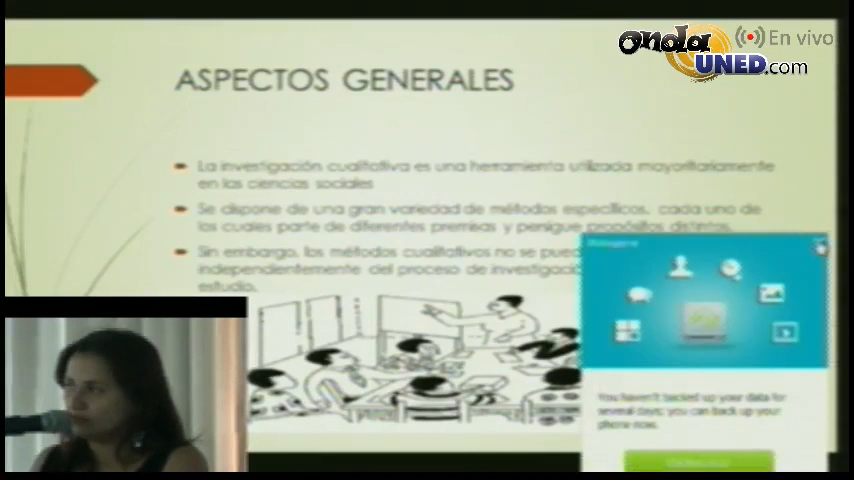 onda
UNED.com
En vivo
ASPECTOS GENERALES
La investigación cualitativa es una herramienta utilizada mayoritariamente
en las ciencias sociales
Se dispone de una gran variedad de métodos específicos, cada uno de
los cuales parte de diferentes premisas y persigue propósitos distintos.
Sin embargo, los métodos cualitativos no se pued
independientemente del proceso de investigació
estudio.
You haven't backed up your data for
several days; you can back up your
phone now.